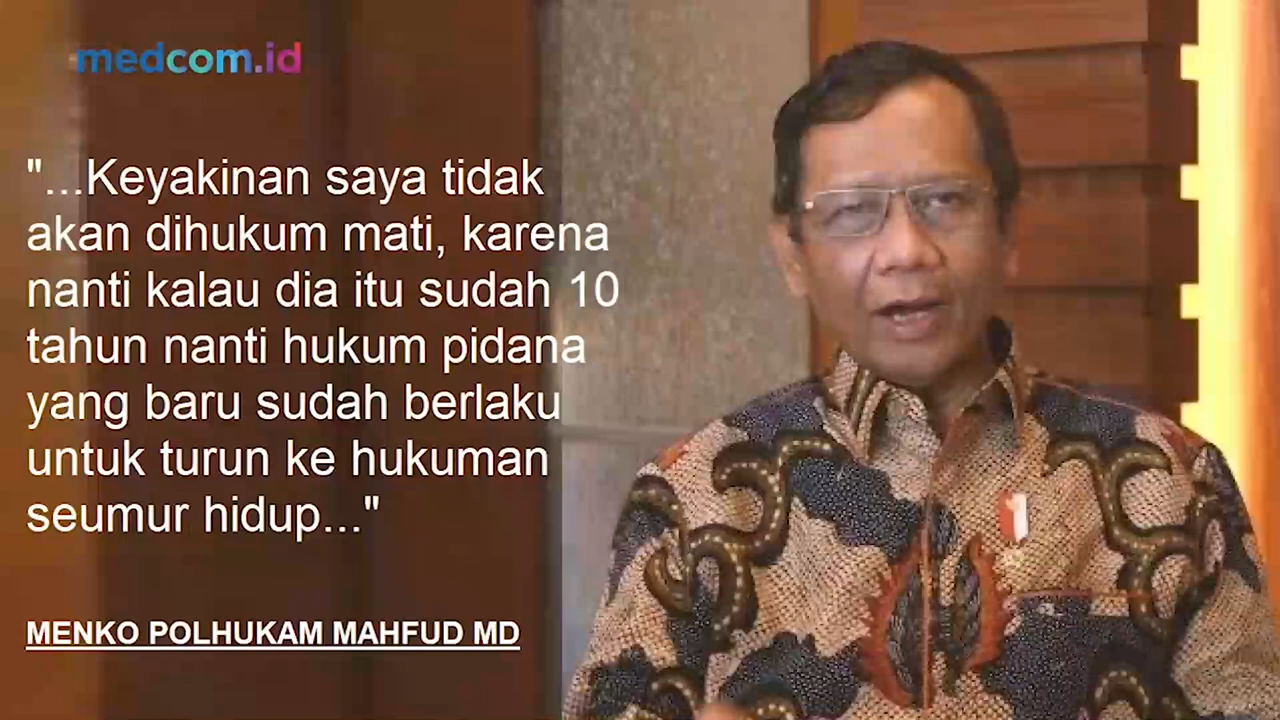 medcom.id
"...Keyakinan saya tidak
akan dihukum mati, karena
nanti kalau dia itu sudah 10
tahun nanti hukum pidana
yang baru sudah berlaku
untuk turun ke hukuman
seumur hidup..."
MENKO POLHUKAM MAHFUD MD